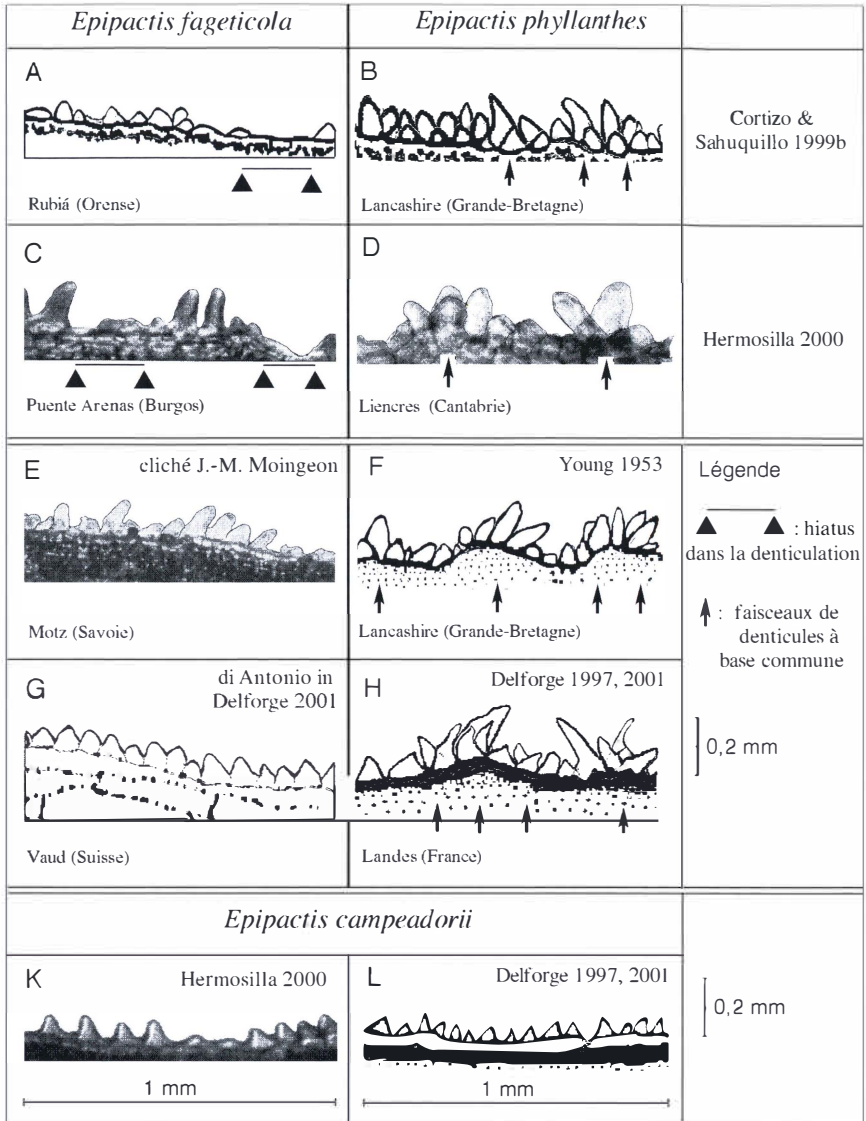 Epipactis fageticola
Epipactis phyllanthes
A
Rubiá (Orense)
B
Lancashire (Grande-Bretagne)
Cortizo &
Sahuquillo 1999b
C
Puente Arenas (Burgos)
D
Liencres (Cantabrie)
Hermosilla 2000
E
cliché J.-M. Moingeon
Motz (Savoie)
F
Young 1953
Lancashire (Grande-Bretagne)
Légende
: hiatus
dans la denticulation
: faisceaux de
denticules à
base commune
0,2 mm
G
di Antonio in
Delforge 2001
Vaud (Suisse)
H
Delforge 1997, 2001
Landes (France)
Epipactis campeadorii
K
Hermosilla 2000
1 mm
L
Delforge 1997, 2001
1 mm
0,2 mm